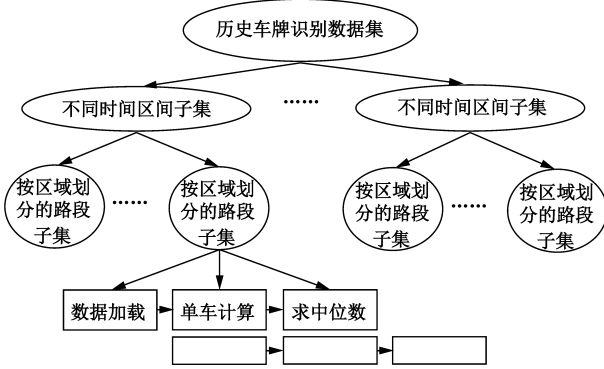 历史车牌识别数据集
不同时间区间子集
……
不同时间区间子集
按区域划
分的路段
子集
……
按区域划
分的路段
子集
按区域划
分的路段
子集
……
按区域划
分的路段
子集
数据加载
单车计算
求中位数